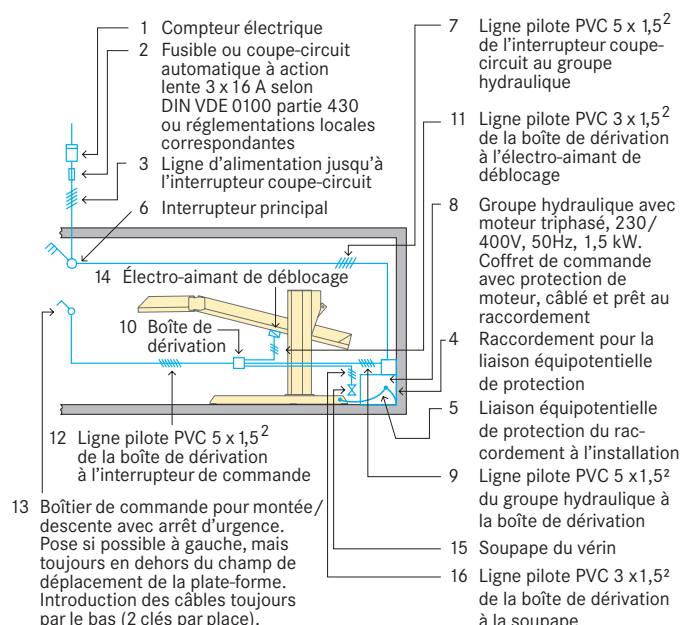 1 Compteur électrique
2 Fusible ou coupe-circuit
automatique à action
lente 3 x 16 A selon
DIN VDE 0100 partie 430
ou réglementations locales
correspondantes
3 Ligne d'alimentation jusqu'à
l'interrupteur coupe-circuit
6 Interrupteur principal
14 Électro-aimant de déblocage
10 Boîte de
dérivation
12 Ligne pilote PVC 5 x 1,5²
de la boîte de dérivation
à l'interrupteur de commande
13 Boîtier de commande pour montée/
descente avec arrêt d'urgence.
Pose si possible à gauche, mais
toujours en dehors du champ de
déplacement de la plate-forme.
Introduction des câbles toujours
par le bas (2 clés par place).
7 Ligne pilote PVC 5 x 1,5²
de l'interrupteur coupe-
circuit au groupe
hydraulique
11 Ligne pilote PVC 3 x 1,5²
de la boîte de dérivation
à l'électro-aimant de
déblocage
8 Groupe hydraulique avec
moteur triphasé, 230/
400V, 50Hz, 1,5 kW.
Coffret de commande
avec protection de
moteur, câblé et prêt au
raccordement
4 Raccordement pour la
liaison équipotentielle
de protection
5 Liaison équipotentielle
de protection du rac-
cordement à l'installation
9 Ligne pilote PVC 5 x 1,5²
du groupe hydraulique à
la boîte de dérivation
15 Soupape du vérin
16 Ligne pilote PVC 3 x 1,5²
de la boîte de dérivation
à la soupape